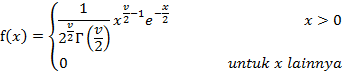 f(x) = { 1 / (2^(v/2) Γ(v/2)) x^(v/2 −1) e^(−x/2)    x > 0
0    untuk x lainnya